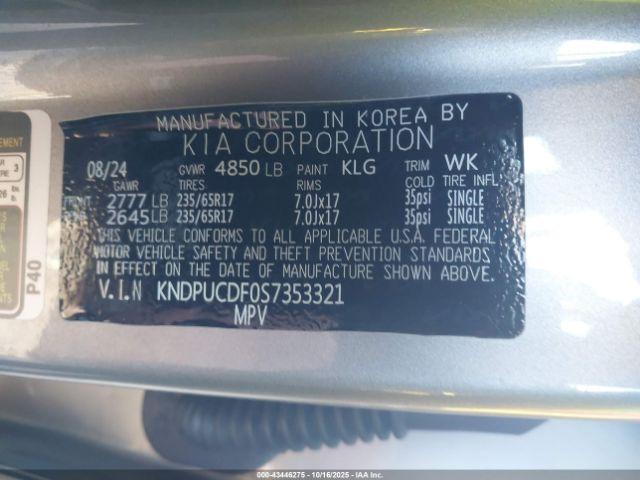 MANUFACTURED IN KOREA BY
KIA CORPORATION
08/24 GVWR 4850 LB PAINT KLG TRIM WK
GAWR TIRES RIMS COLD TIRE INFL
FRONT 2777 LB 235/65R17 7.0Jx17 35psi SINGLE
2645 LB 235/65R17 7.0Jx17 35psi SINGLE
THIS VEHICLE CONFORMS TO ALL APPLICABLE U.S.A. FEDERAL
MOTOR VEHICLE SAFETY AND THEFT PREVENTION STANDARDS
IN EFFECT ON THE DATE OF MANUFACTURE SHOWN ABOVE.
V.I.N KNDPUCDF0S7353321
MPV
P40
000-43446275 - 10/16/2025 - IAA Inc.